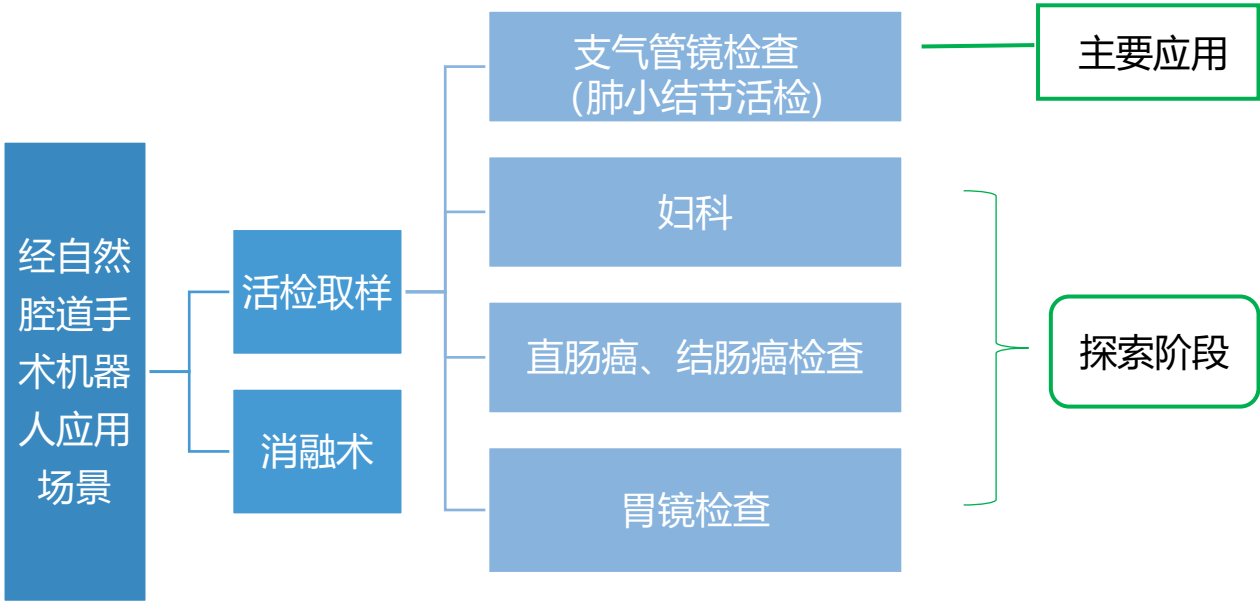 经自然
腔道手
术机器
人应用
场景
活检取样
消融术
支气管镜检查
(肺小结节活检)
妇科
直肠癌、结肠癌检查
胃镜检查
主要应用
探索阶段